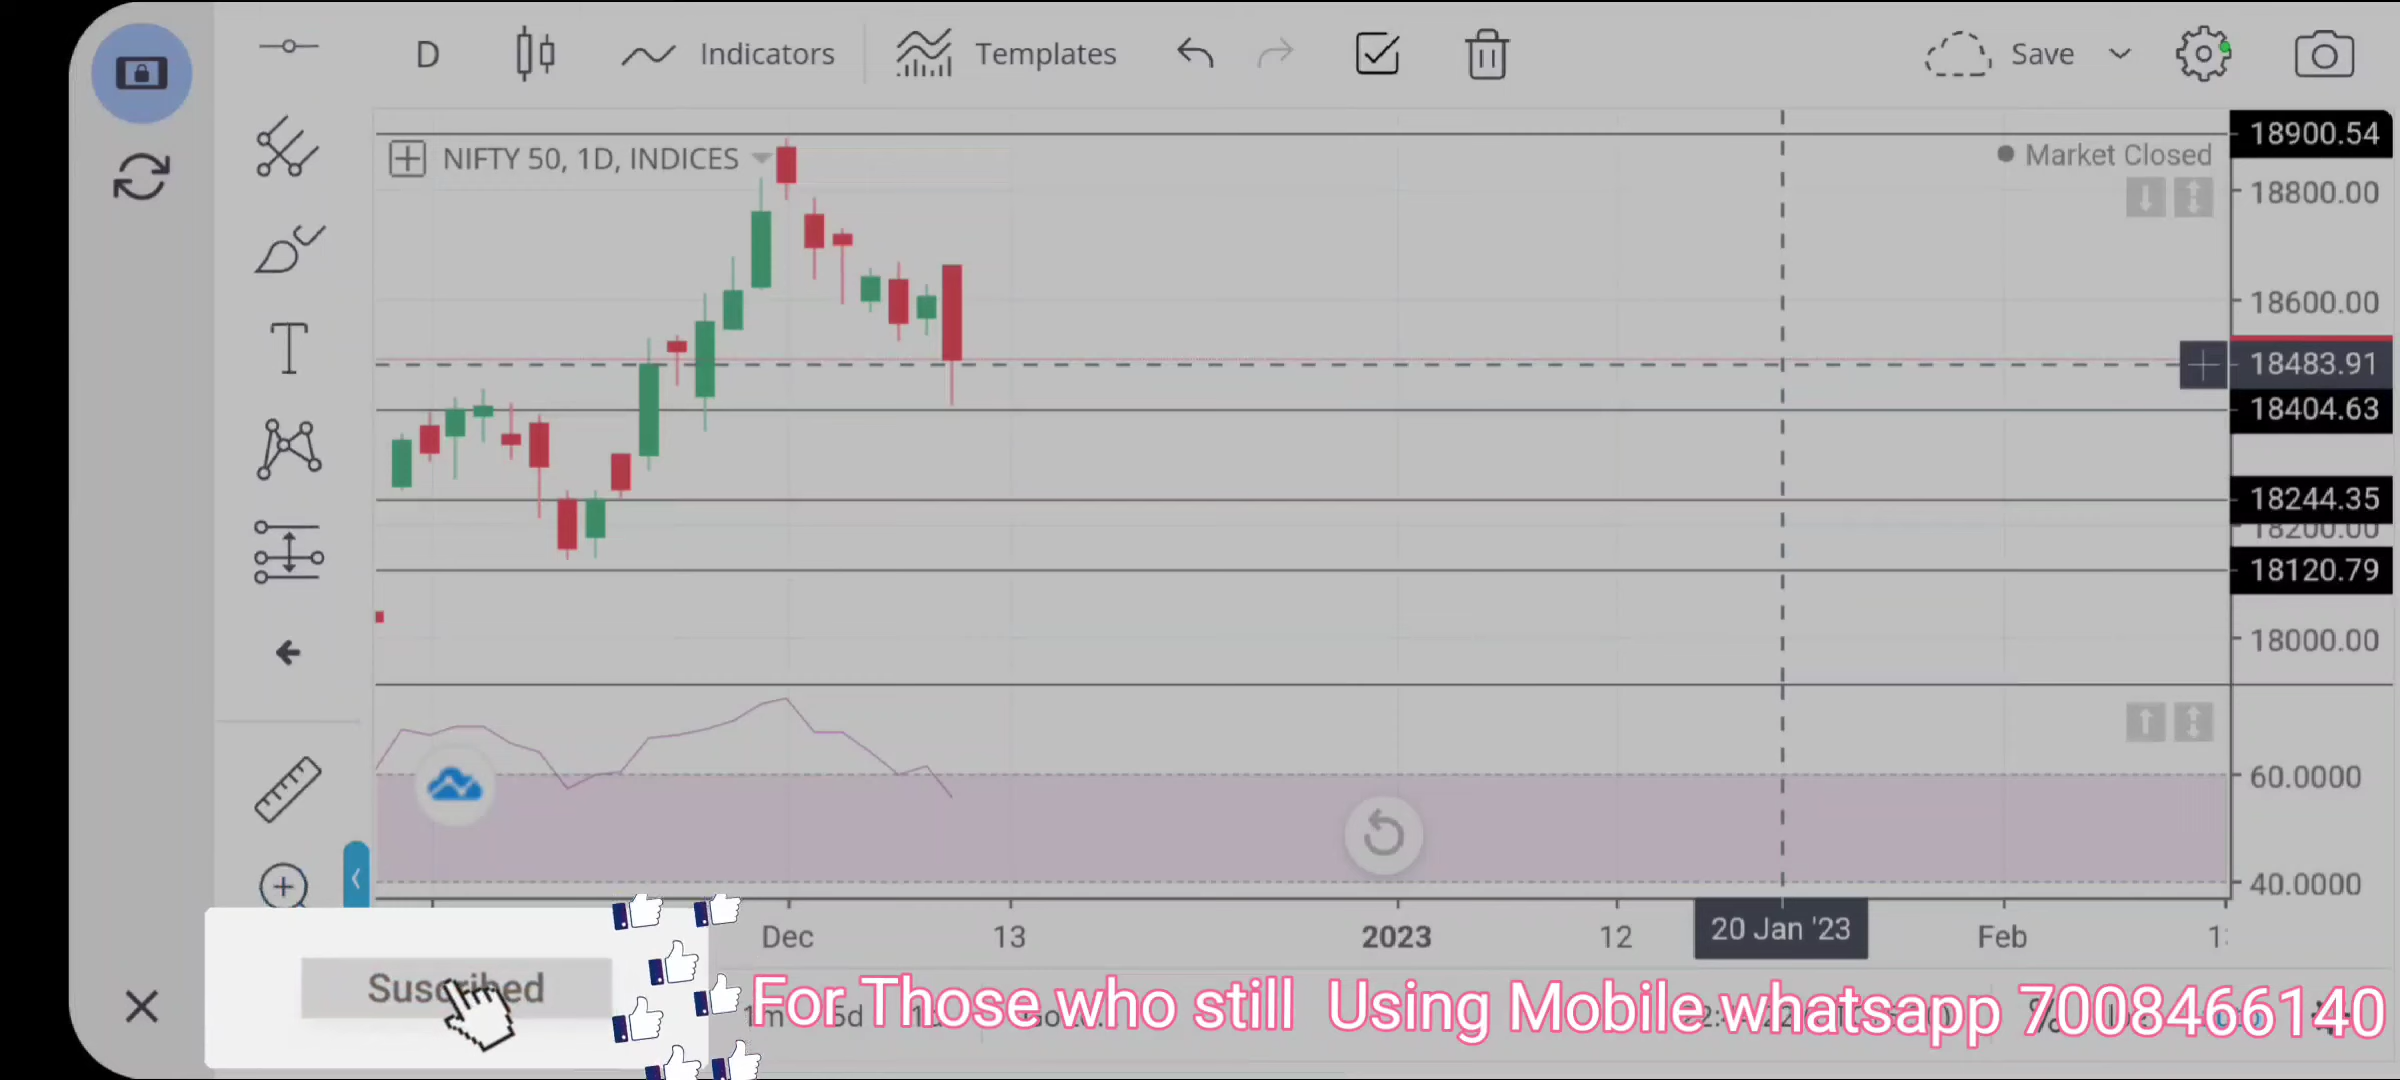 D Indicators Templates Save
NIFTY 50, 1D, INDICES
Market Closed
18900.54
18800.00
18600.00
18483.91
18404.63
18244.35
18200.00
18120.79
18000.00
60.0000
40.0000
Dec 13 2023 12 20 Jan '23 Feb
Suscribed
1m 5d
For Those who still Using Mobile whatsapp 7008466140
%